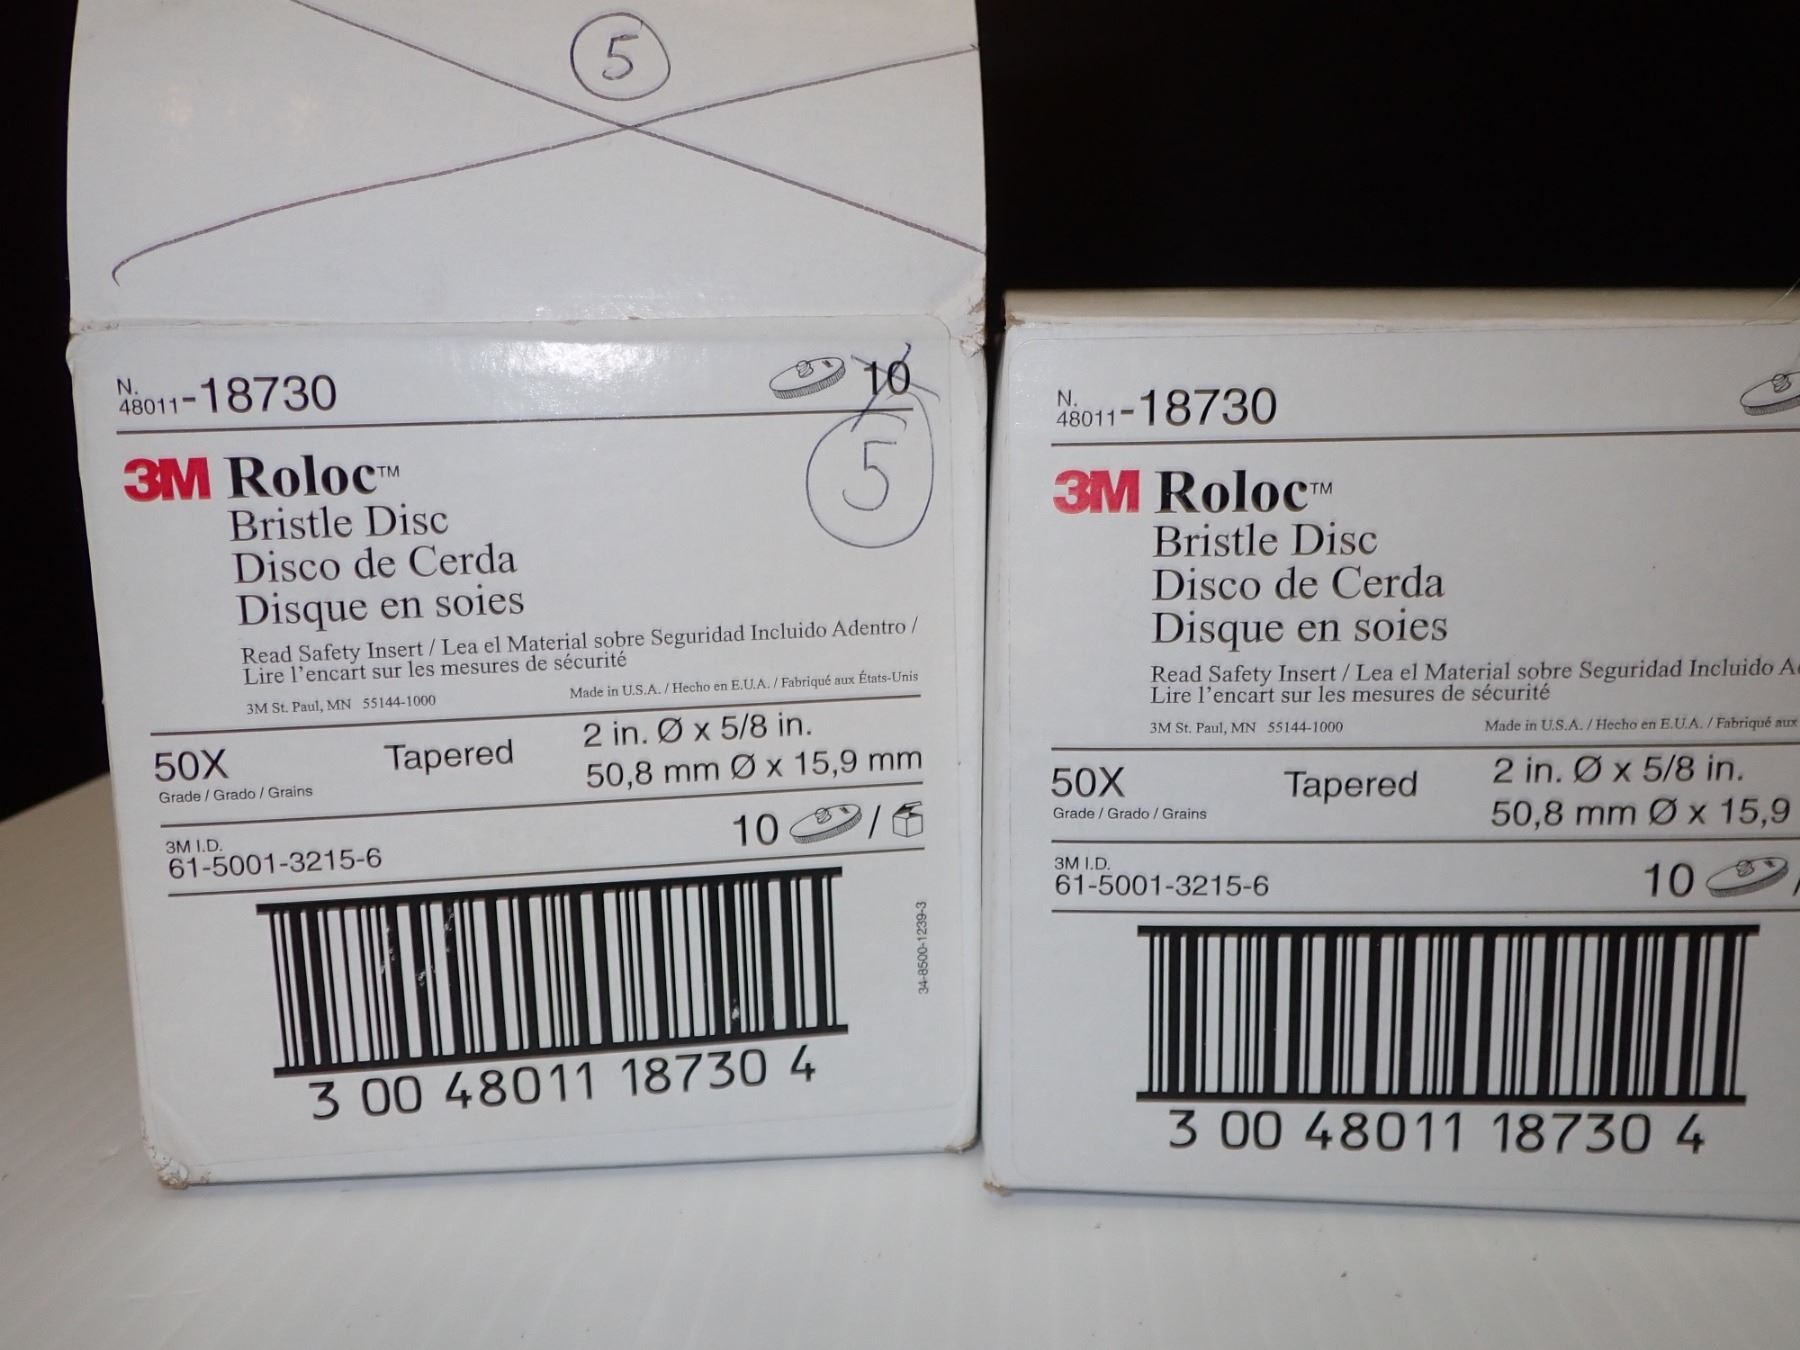 5
N.
48011-18730
10
5
3M Roloc™
Bristle Disc
Disco de Cerda
Disque en soies
Read Safety Insert / Lea el Material sobre Seguridad Incluido Adentro /
Lire l'encart sur les mesures de sécurité
3M St. Paul, MN 55144-1000
Made in U.S.A. / Hecho en E.U.A. / Fabriqué aux États-Unis
50X
Grade / Grado / Grains
Tapered
2 in. Ø x 5/8 in.
50,8 mm Ø x 15,9 mm
3M I.D.
61-5001-3215-6
10 /
34-8500-1239-3
3 00 48011 18730 4
N.
48011-18730
3M Roloc™
Bristle Disc
Disco de Cerda
Disque en soies
Read Safety Insert / Lea el Material sobre Seguridad Incluido A
Lire l'encart sur les mesures de sécurité
3M St. Paul, MN 55144-1000
Made in U.S.A. / Hecho en E.U.A. / Fabriqué aux
50X
Grade / Grado / Grains
Tapered
2 in. Ø x 5/8 in.
50,8 mm Ø x 15,9
3M I.D.
61-5001-3215-6
10 /
3 00 48011 18730 4